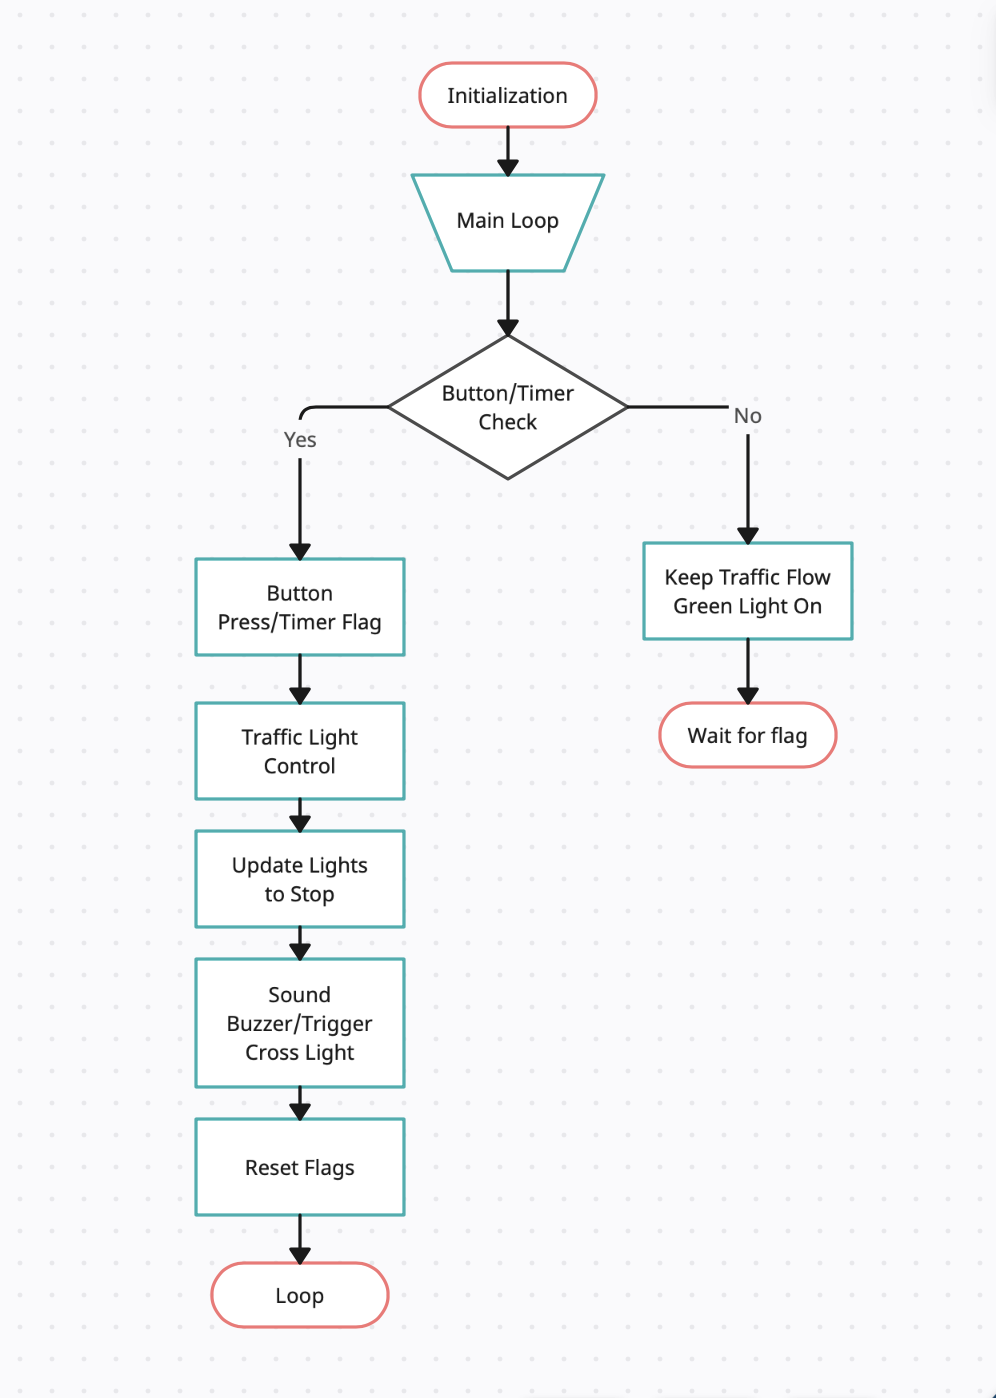 Initialization
Main Loop
Button/Timer
Check
Yes
No
Button
Press/Timer Flag
Keep Traffic Flow
Green Light On
Traffic Light
Control
Wait for flag
Update Lights
to Stop
Sound
Buzzer/Trigger
Cross Light
Reset Flags
Loop